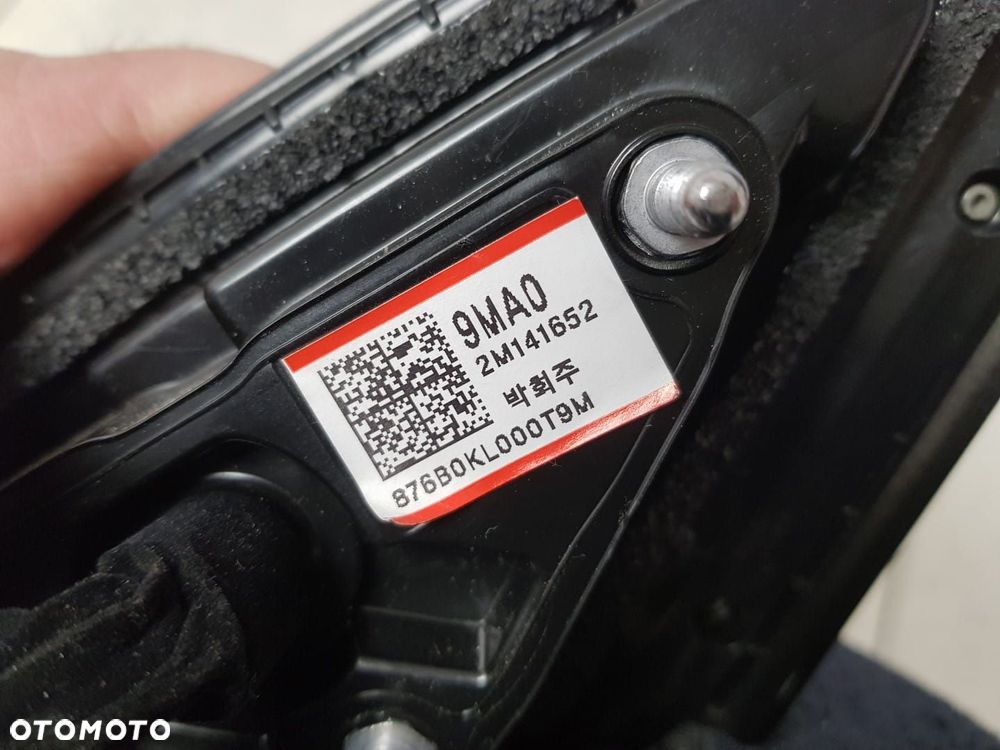 9MA0
2M141652
박희주
876B0KL000T9M
OTOMOTO